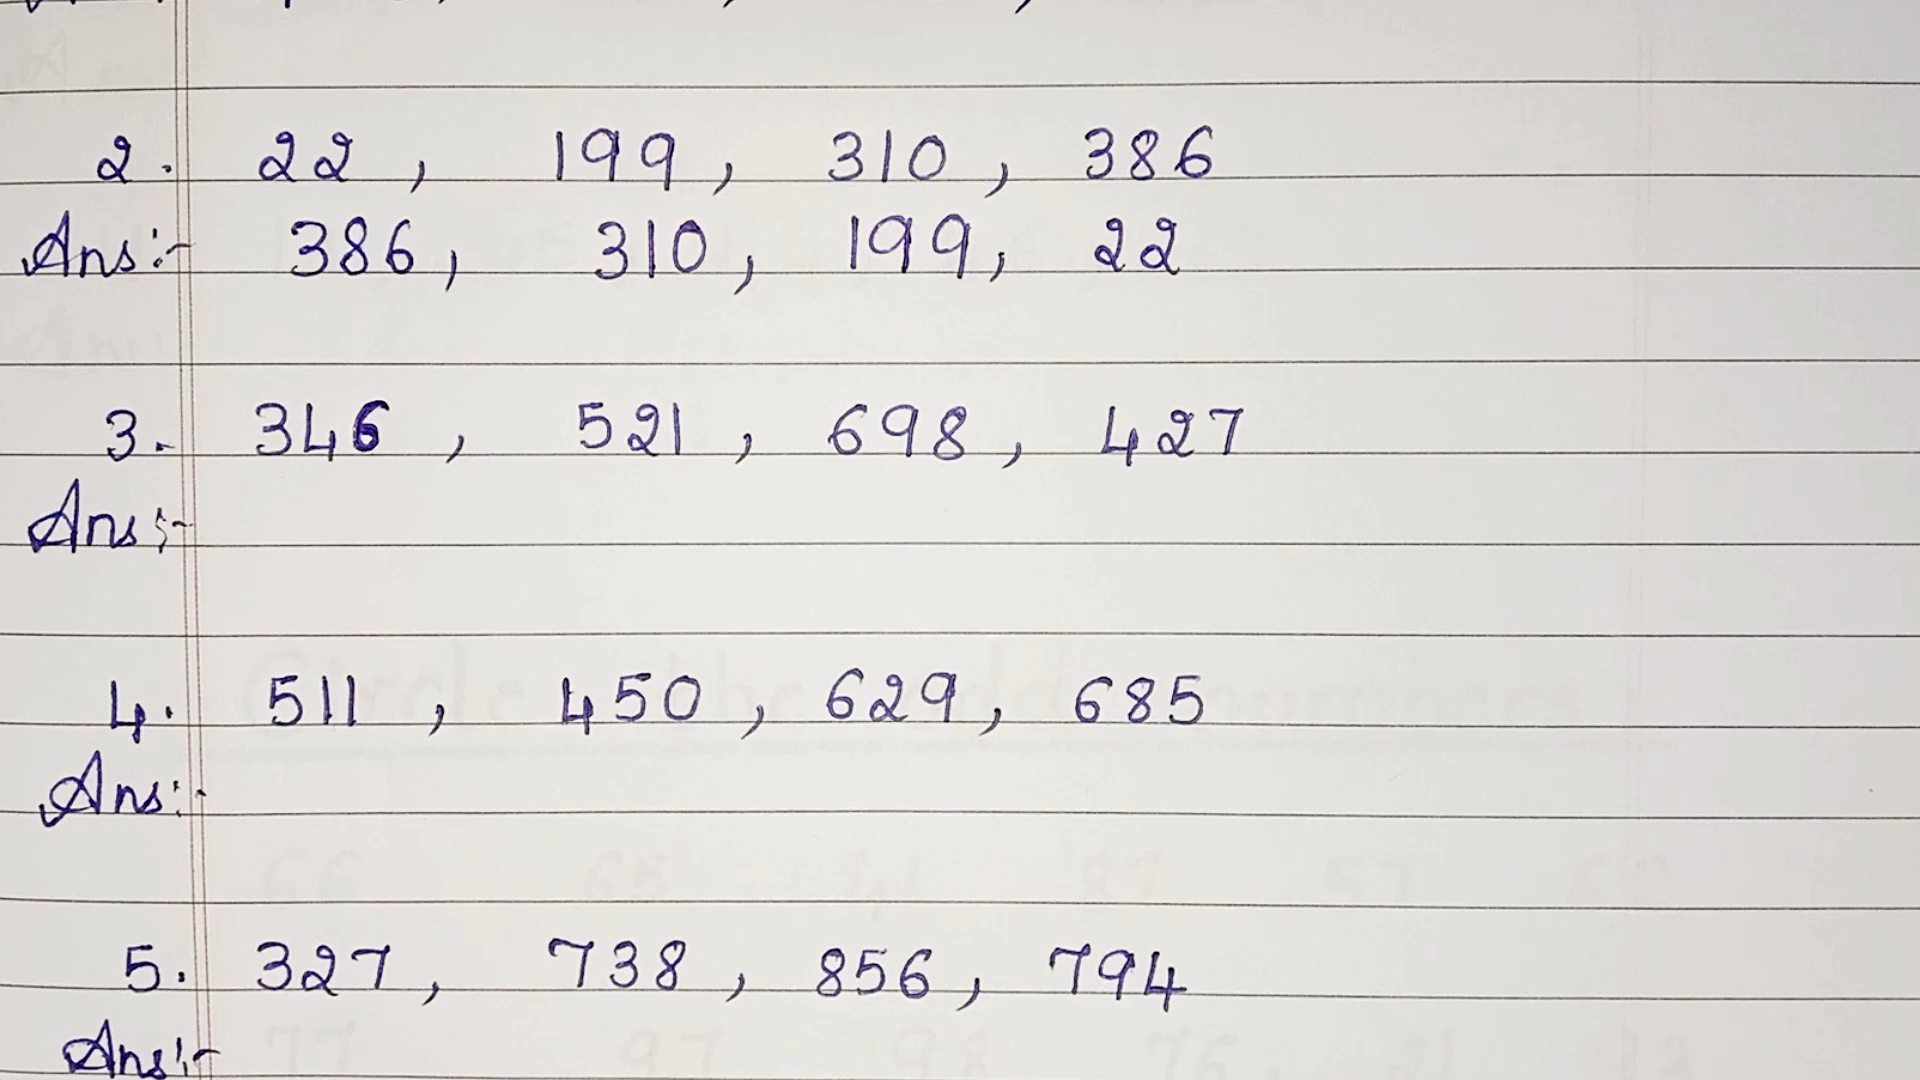 2. 22, 199, 310, 386
Ans:- 386, 310, 199, 22
3. 346, 521, 698, 427
Ans:-
4. 511, 450, 629, 685
Ans:-
5. 327, 738, 856, 794
Ans:-